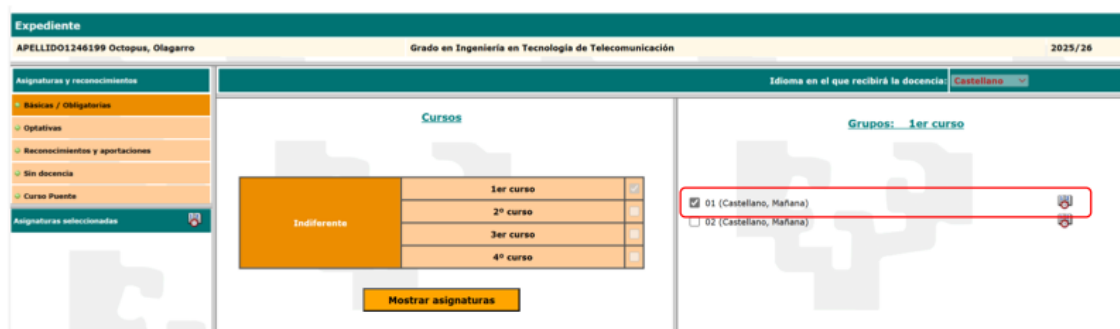 Expediente
APELLIDO1246199 Octopus, Olagarro Grado en Ingeniería en Tecnología de Telecomunicación 2025/26
Asignaturas y reconocimientos
Idioma en el que recibirá la docencia: Castellano
Básicas / Obligatorias
Optativas
Reconocimientos y aportaciones
Sin docencia
Curso Puente
Asignaturas seleccionadas
Cursos
Indiferente
1er curso
2º curso
3er curso
4º curso
Mostrar asignaturas
Grupos: 1er curso
01 (Castellano, Mañana)
02 (Castellano, Mañana)